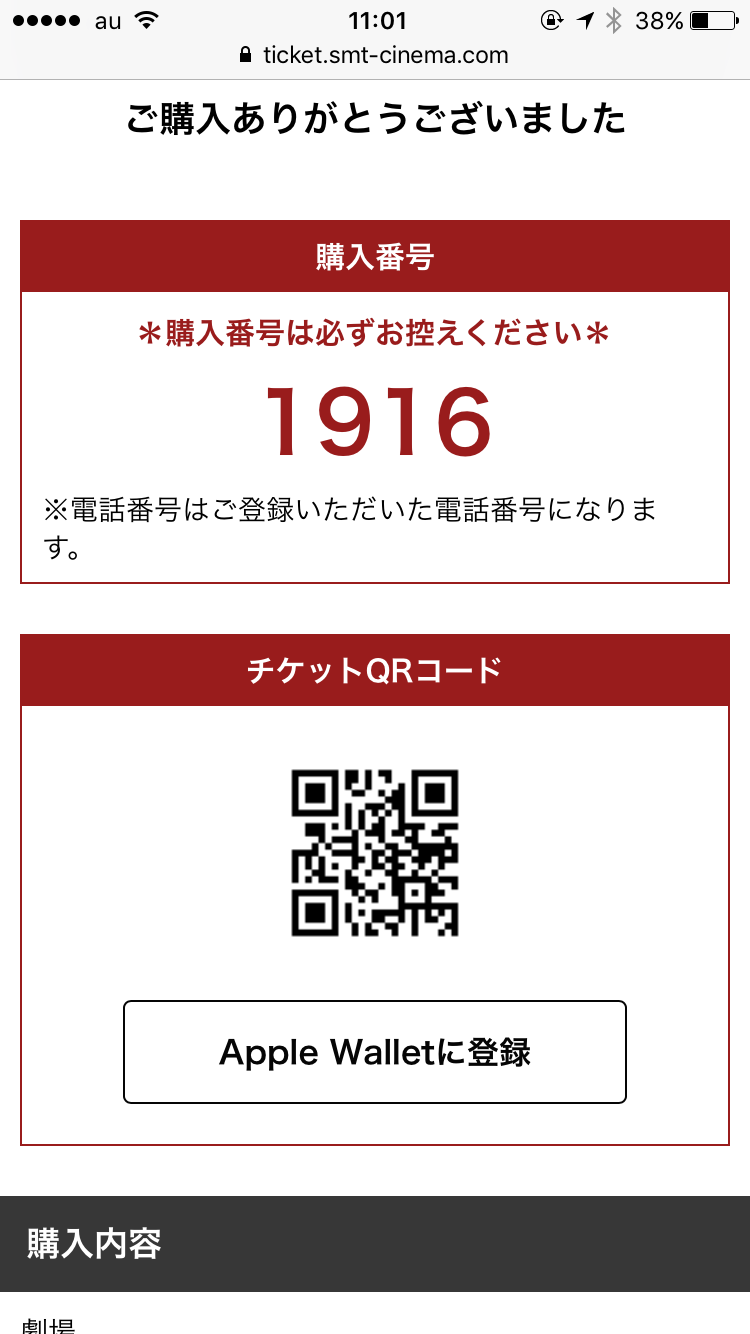 au 11:01 38%
ticket.smt-cinema.com
ご購入ありがとうございました
購入番号
＊購入番号は必ずお控えください＊
1916
※電話番号はご登録いただいた電話番号になりま
す。
チケットQRコード
Apple Walletに登録
購入内容
劇場